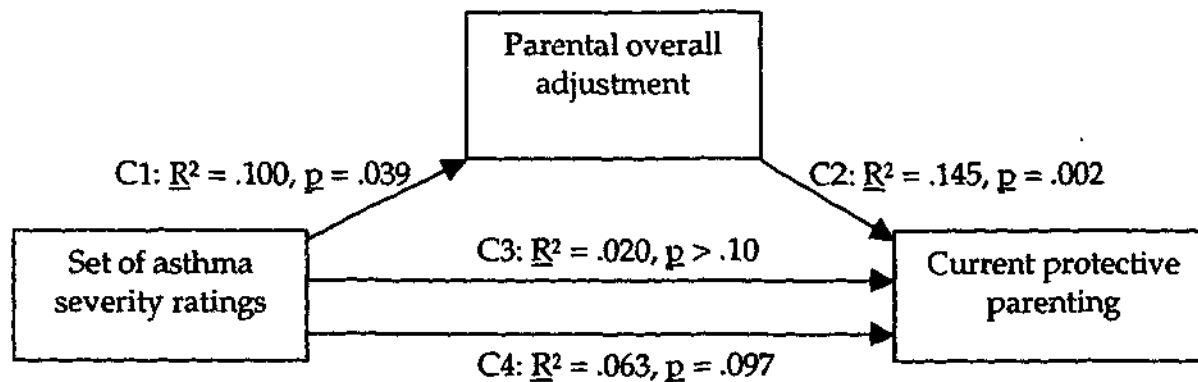 Parental overall
adjustment
C1: R² = .100, p = .039
C2: R² = .145, p = .002
Set of asthma
severity ratings
C3: R² = .020, p > .10
Current protective
parenting
C4: R² = .063, p = .097